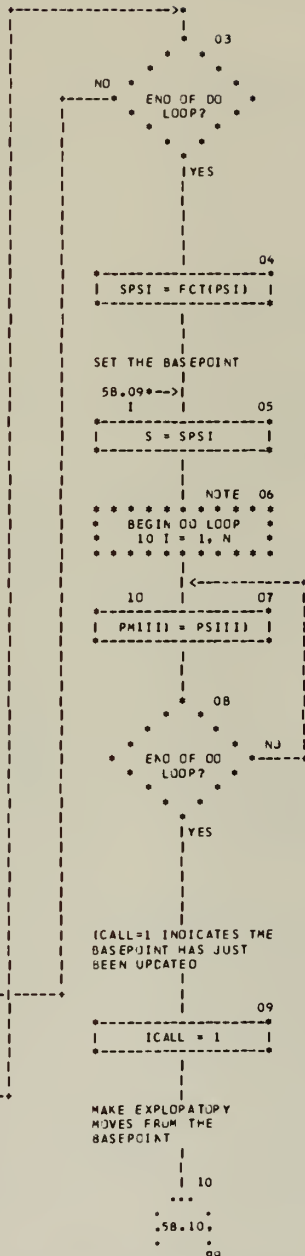 03
NO
END OF DO
LOOP?
YES
04
SPSI = FCT(PSI)
SET THE BASEPOINT
58.09*-->
I 05
S = SPSI
NOTE 06
BEGIN DO LOOP
10 I = 1, N
10 07
PM1(I) = PSI(I)
08
END OF DO
LOOP?
NO
YES
ICALL=1 INDICATES THE
BASEPOINT HAS JUST
BEEN UPDATED
09
ICALL = 1
MAKE EXPLOPATORY
MOVES FROM THE
BASEPOINT
10
58.10